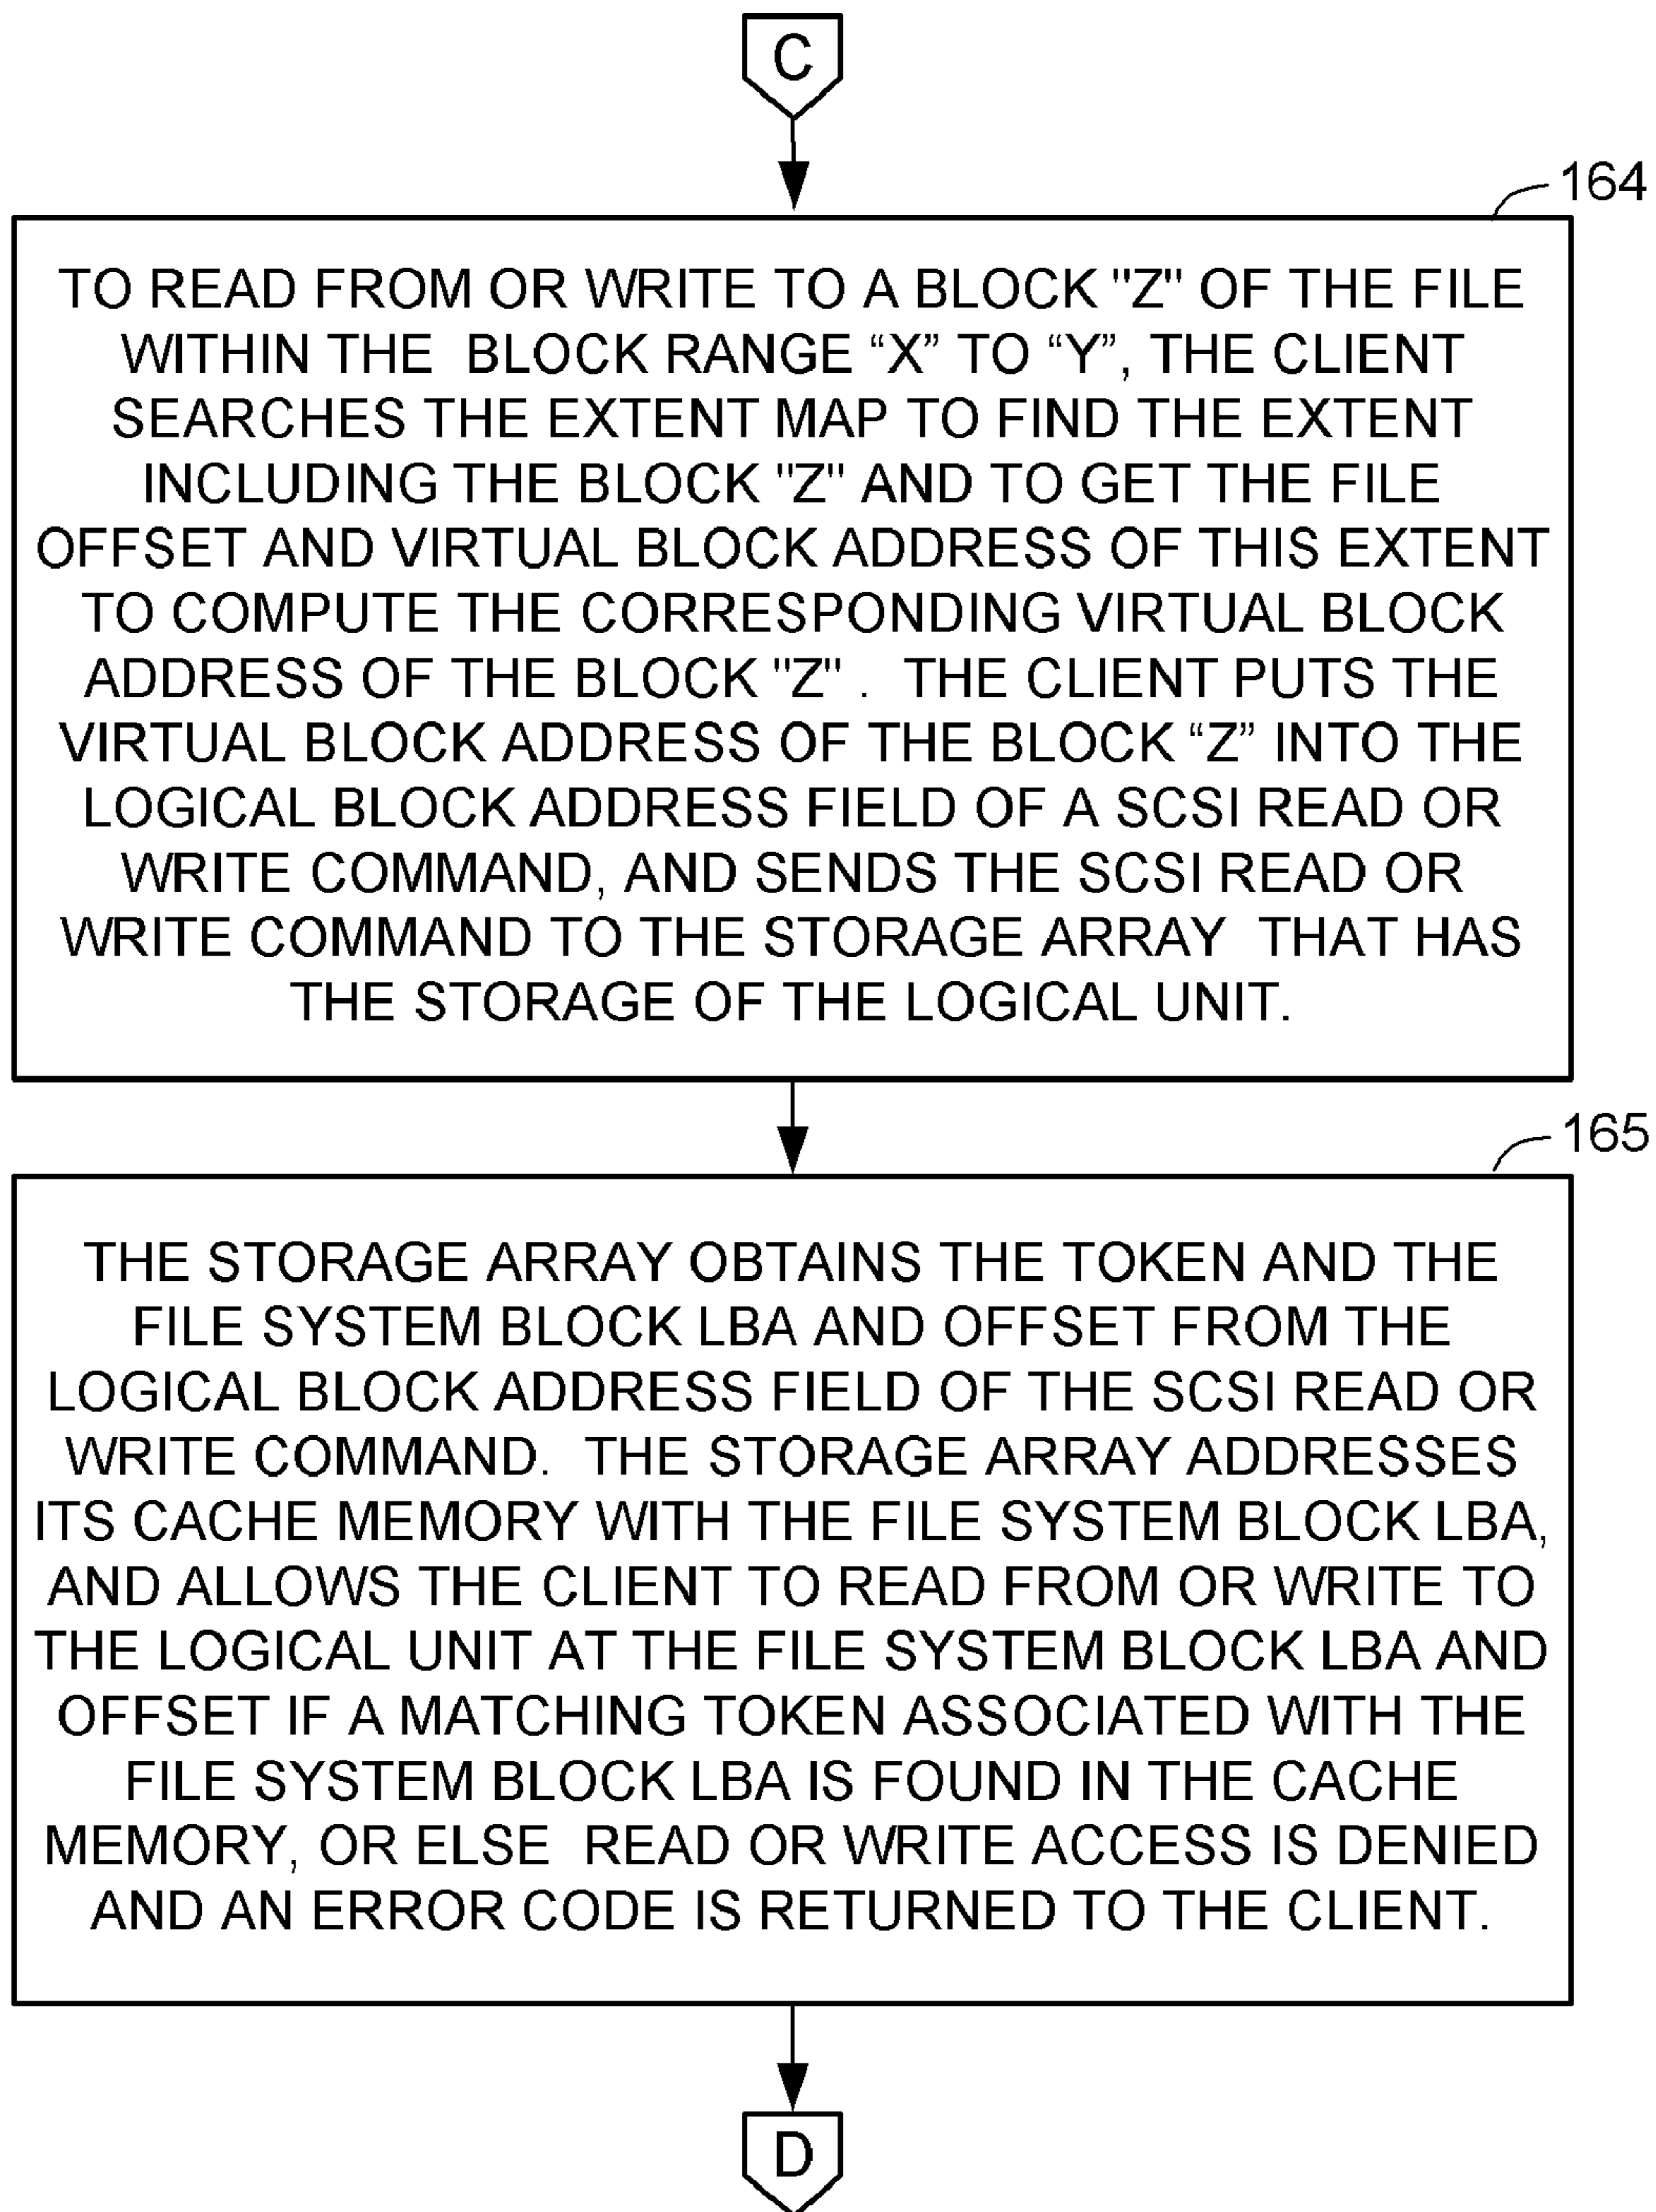 C
164
TO READ FROM OR WRITE TO A BLOCK "Z" OF THE FILE
WITHIN THE BLOCK RANGE “X” TO “Y”, THE CLIENT
SEARCHES THE EXTENT MAP TO FIND THE EXTENT
INCLUDING THE BLOCK "Z" AND TO GET THE FILE
OFFSET AND VIRTUAL BLOCK ADDRESS OF THIS EXTENT
TO COMPUTE THE CORRESPONDING VIRTUAL BLOCK
ADDRESS OF THE BLOCK "Z" . THE CLIENT PUTS THE
VIRTUAL BLOCK ADDRESS OF THE BLOCK “Z” INTO THE
LOGICAL BLOCK ADDRESS FIELD OF A SCSI READ OR
WRITE COMMAND, AND SENDS THE SCSI READ OR
WRITE COMMAND TO THE STORAGE ARRAY THAT HAS
THE STORAGE OF THE LOGICAL UNIT.
165
THE STORAGE ARRAY OBTAINS THE TOKEN AND THE
FILE SYSTEM BLOCK LBA AND OFFSET FROM THE
LOGICAL BLOCK ADDRESS FIELD OF THE SCSI READ OR
WRITE COMMAND. THE STORAGE ARRAY ADDRESSES
ITS CACHE MEMORY WITH THE FILE SYSTEM BLOCK LBA,
AND ALLOWS THE CLIENT TO READ FROM OR WRITE TO
THE LOGICAL UNIT AT THE FILE SYSTEM BLOCK LBA AND
OFFSET IF A MATCHING TOKEN ASSOCIATED WITH THE
FILE SYSTEM BLOCK LBA IS FOUND IN THE CACHE
MEMORY, OR ELSE READ OR WRITE ACCESS IS DENIED
AND AN ERROR CODE IS RETURNED TO THE CLIENT.
D